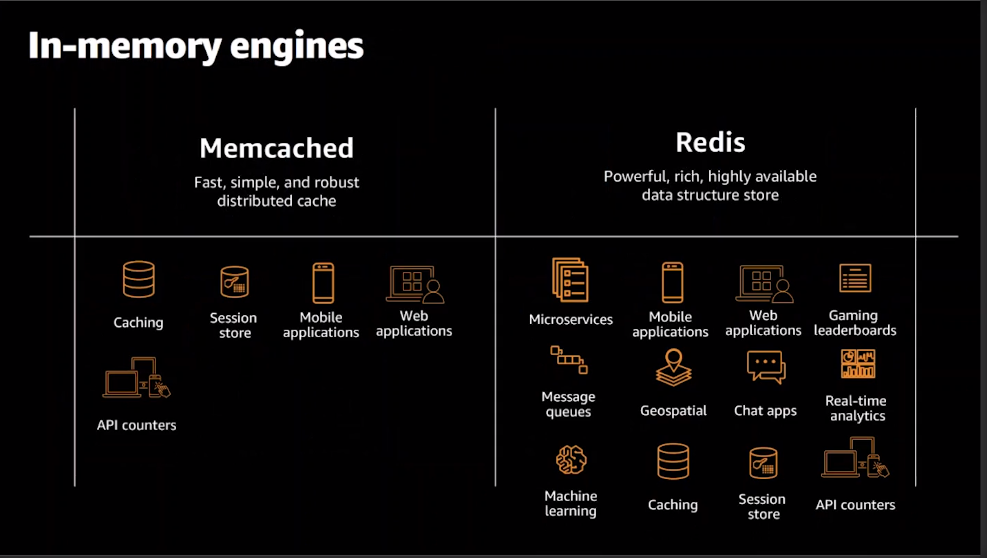 In-memory engines
Memcached
Fast, simple, and robust
distributed cache
Caching
Session
store
Mobile
applications
Web
applications
API counters
Redis
Powerful, rich, highly available
data structure store
Microservices
Mobile
applications
Web
applications
Gaming
leaderboards
Message
queues
Geospatial
Chat apps
Real-time
analytics
Machine
learning
Caching
Session
store
API counters